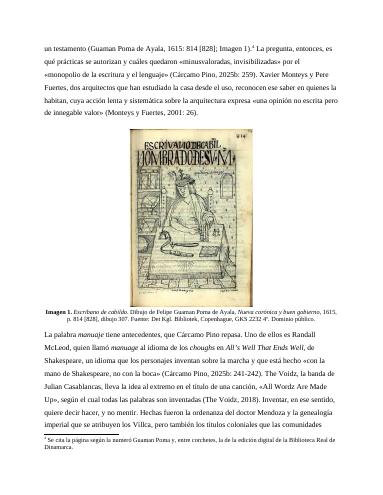 un testamento (Guaman Poma de Ayala, 1615: 814 [828]; Imagen 1).⁴ La pregunta, entonces, es
qué prácticas se autorizan y cuáles quedaron «minusvaloradas, invisibilizadas» por el
«monopolio de la escritura y el lenguaje» (Cárcamo Pino, 2025b: 259). Xavier Monteys y Pere
Fuertes, dos arquitectos que han estudiado la casa desde el uso, reconocen ese saber en quienes la
habitan, cuya acción lenta y sistemática sobre la arquitectura expresa «una opinión no escrita pero
de innegable valor» (Monteys y Fuertes, 2001: 26).
814
ESCRIVANO DE CABIL
NOMBRADO DE SV M
Imagen 1. Escribano de cabildo. Dibujo de Felipe Guaman Poma de Ayala, Nueva corónica y buen gobierno, 1615,
p. 814 [828], dibujo 307. Fuente: Det Kgl. Bibliotek, Copenhague, GKS 2232 4º. Dominio público.
La palabra manuaje tiene antecedentes, que Cárcamo Pino repasa. Uno de ellos es Randall
McLeod, quien llamó manuage al idioma de los choughs en All's Well That Ends Well, de
Shakespeare, un idioma que los personajes inventan sobre la marcha y que está hecho «con la
mano de Shakespeare, no con la boca» (Cárcamo Pino, 2025b: 241-242). The Voidz, la banda de
Julian Casablancas, lleva la idea al extremo en el título de una canción, «All Wordz Are Made
Up», según el cual todas las palabras son inventadas (The Voidz, 2018). Inventar, en ese sentido,
quiere decir hacer, y no mentir. Hechas fueron la ordenanza del doctor Mendoza y la genealogía
imperial que se atribuyen los Villca, pero también los títulos coloniales que las comunidades
⁴ Se cita la página según la numeró Guaman Poma y, entre corchetes, la de la edición digital de la Biblioteca Real de
Dinamarca.